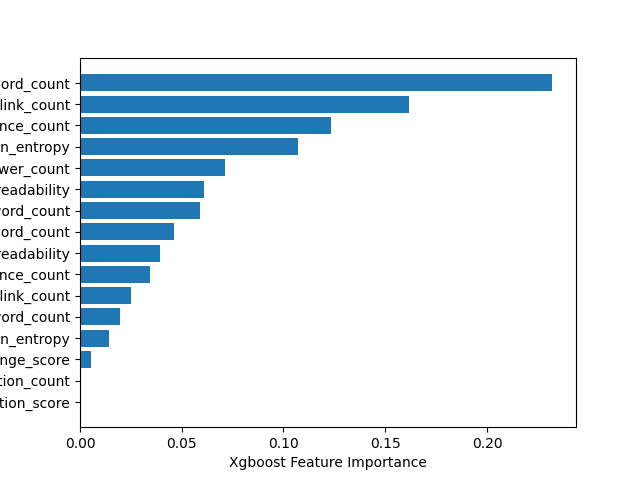 ord_count
link_count
nce_count
n_entropy
wer_count
readability
ord_count
ord_count
readability
nce_count
link_count
ord_count
n_entropy
nge_score
tion_count
tion_score
0.00 0.05 0.10 0.15 0.20
Xgboost Feature Importance